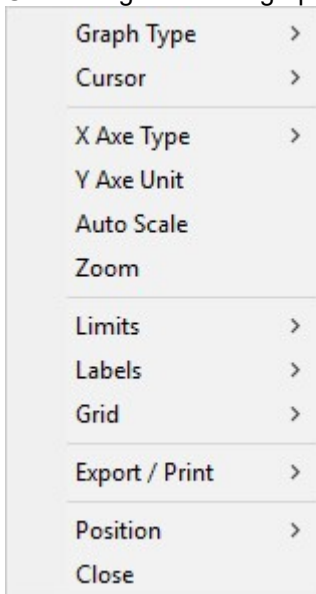 Graph Type
Cursor
X Axe Type
Y Axe Unit
Auto Scale
Zoom
Limits
Labels
Grid
Export / Print
Position
Close